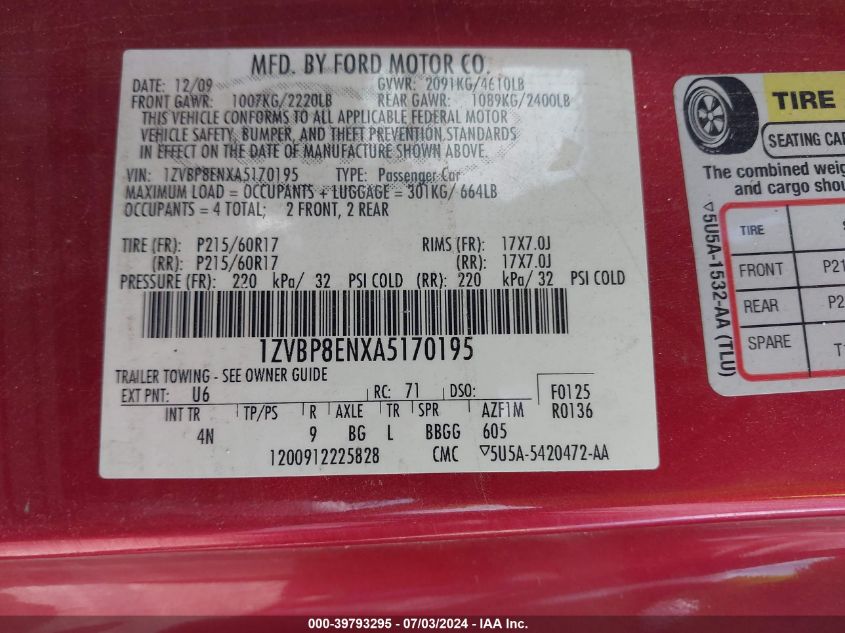 MFD. BY FORD MOTOR CO.
DATE: 12/09 GVWR: 2091KG/4610LB
FRONT GAWR: 1007KG/2220LB REAR GAWR: 1089KG/2400LB
THIS VEHICLE CONFORMS TO ALL APPLICABLE FEDERAL MOTOR
VEHICLE SAFETY, BUMPER, AND THEFT PREVENTION STANDARDS
IN EFFECT ON THE DATE OF MANUFACTURE SHOWN ABOVE.
VIN: 1ZVBP8ENXA5170195 TYPE: Passenger Car
MAXIMUM LOAD = OCCUPANTS + LUGGAGE = 301KG/ 664LB
OCCUPANTS = 4 TOTAL; 2 FRONT, 2 REAR
TIRE (FR): P215/60R17 RIMS (FR): 17X7.0J
(RR): P215/60R17 (RR): 17X7.0J
PRESSURE (FR): 220 kPa/ 32 PSI COLD (RR): 220 kPa/ 32 PSI COLD
1ZVBP8ENXA5170195
TRAILER TOWING - SEE OWNER GUIDE
EXT PNT: U6 RC: 71 DSO: F0125
INT TR TP/PS R AXLE TR SPR AZF1M R0136
4N 9 BG L BBGG 605
1200912225828 CMC ▽5U5A-5420472-AA
TIRE
SEATING CA
The combined weig
and cargo shou
TIRE S
FRONT P21
REAR P2
SPARE T1
▽5U5A-1532-AA (TLU)
000-39793295 - 07/03/2024 - IAA Inc.